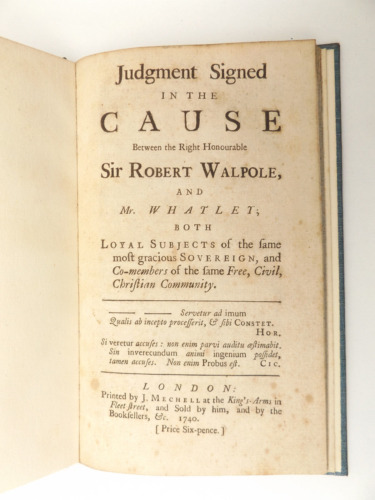 Judgment Signed
IN THE
CAUSE
Between the Right Honourable
Sir ROBERT WALPOLE,
AND
Mr. WHATLEY;
BOTH
LOYAL SUBJECTS of the ſame
moſt gracious SOVEREIGN, and
Co-members of the ſame Free, Civil,
Chriſtian Community.
—— —— Servetur ad imum
Qualis ab incepto proceſſerit, & ſibi CONSTET.
HOR.
Si veretur accuſes: non enim parvi auditu æſtimabit.
Sin inverecundum animi ingenium poſſidet,
tamen accuſes. Non enim Probus eſt. CIC.
LONDON:
Printed by J. MECHELL at the King's-Arms in
Fleet ſtreet, and Sold by him, and by the
Bookſellers, &c. 1740.
[ Price Six-pence. ]